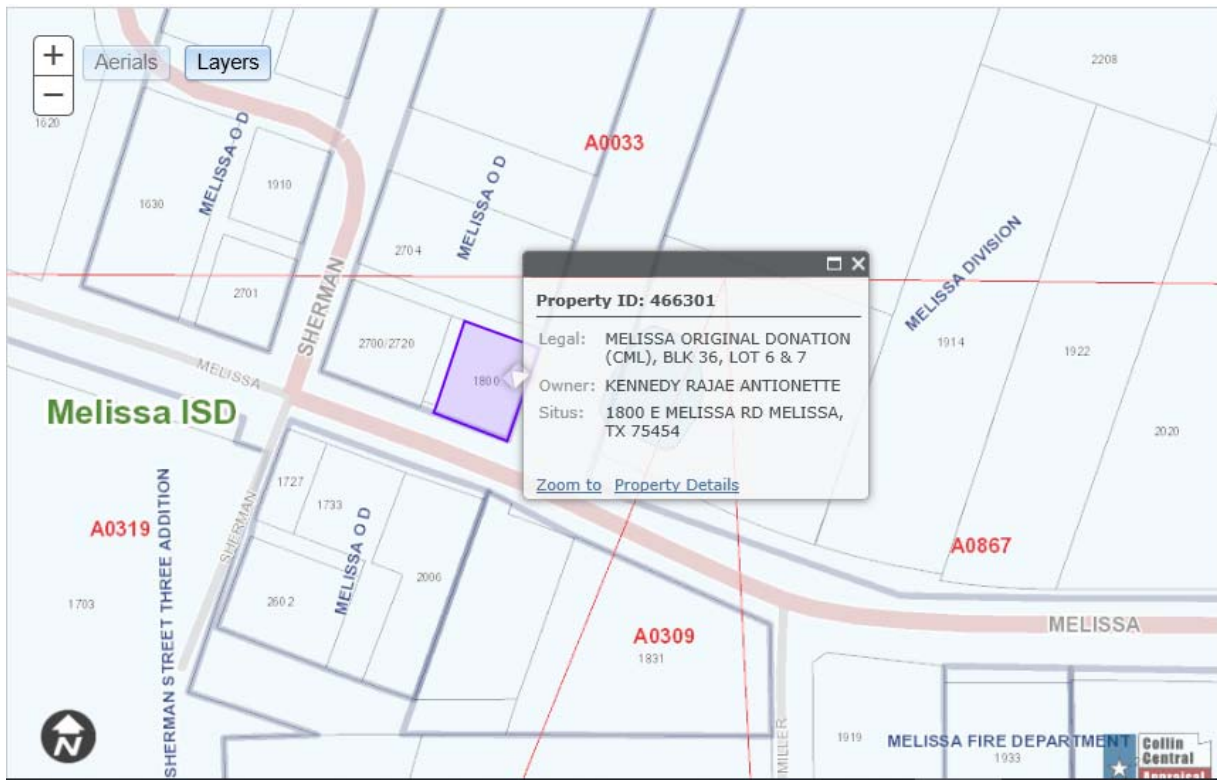 +
Aerials
Layers
−
2208
1620
MELISSA O D
A0033
1910
MELISSA O D
1630
2704
MELISSA DIVISION
2701
SHERMAN
Property ID: 466301
Legal: MELISSA ORIGINAL DONATION
(CML), BLK 36, LOT 6 & 7
Owner: KENNEDY RAJAE ANTIONETTE
Situs: 1800 E MELISSA RD MELISSA,
TX 75454
Zoom to Property Details
2700/2720
1800
1914
1922
MELISSA
Melissa ISD
2020
1727
1733
SHERMAN
A0319
SHERMAN STREET THREE ADDITION
MELISSA O D
A0867
2006
2602
1703
A0309
1831
MELISSA
N
MILLER
1919
MELISSA FIRE DEPARTMENT
1933
Collin
Central
Appraisal